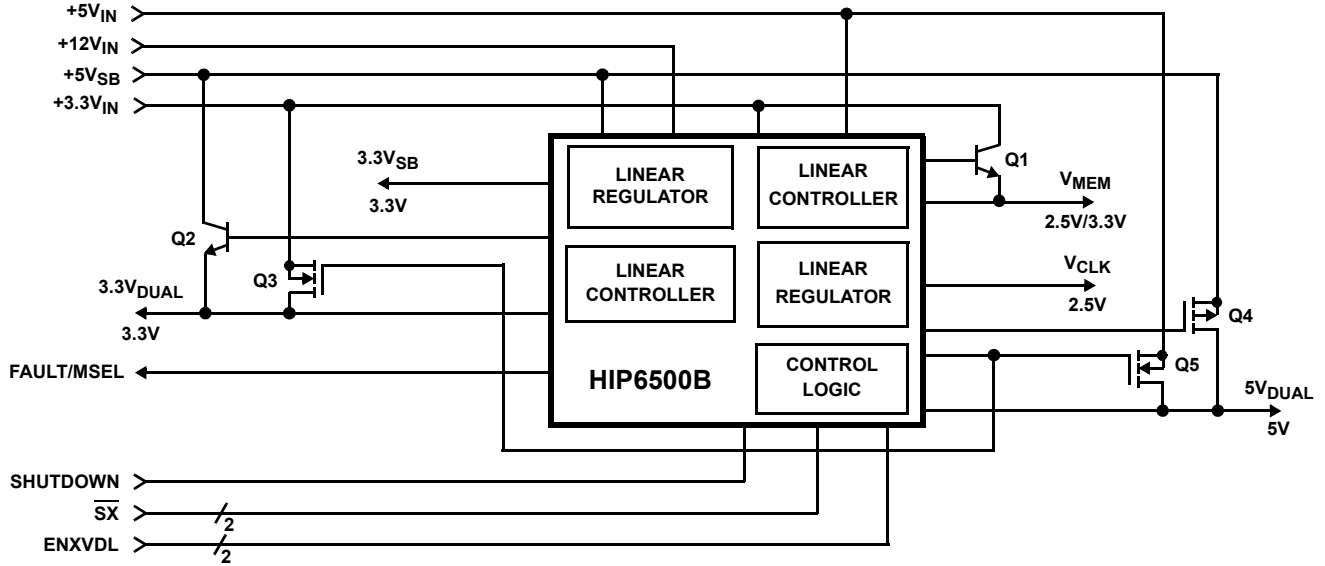 +5VIN
+12VIN
+5VSB
+3.3VIN
3.3VSB
3.3V
LINEAR
REGULATOR
LINEAR
CONTROLLER
Q1
VMEM
2.5V/3.3V
Q2
Q3
LINEAR
CONTROLLER
LINEAR
REGULATOR
VCLK
2.5V
3.3VDUAL
3.3V
Q4
Q5
FAULT/MSEL
HIP6500B
CONTROL
LOGIC
5VDUAL
5V
SHUTDOWN
S̅X̅
2
ENXVDL
2